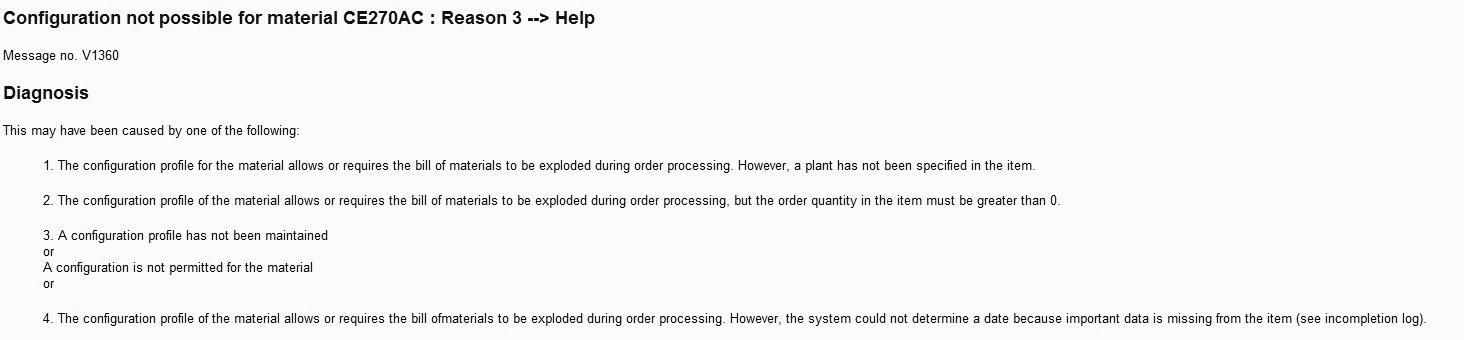 Configuration not possible for material CE270AC : Reason 3 --> Help
Message no. V1360
Diagnosis
This may have been caused by one of the following:
1. The configuration profile for the material allows or requires the bill of materials to be exploded during order processing. However, a plant has not been specified in the item.
2. The configuration profile of the material allows or requires the bill of materials to be exploded during order processing, but the order quantity in the item must be greater than 0.
3. A configuration profile has not been maintained
or
A configuration is not permitted for the material
or
4. The configuration profile of the material allows or requires the bill ofmaterials to be exploded during order processing. However, the system could not determine a date because important data is missing from the item (see incompletion log).